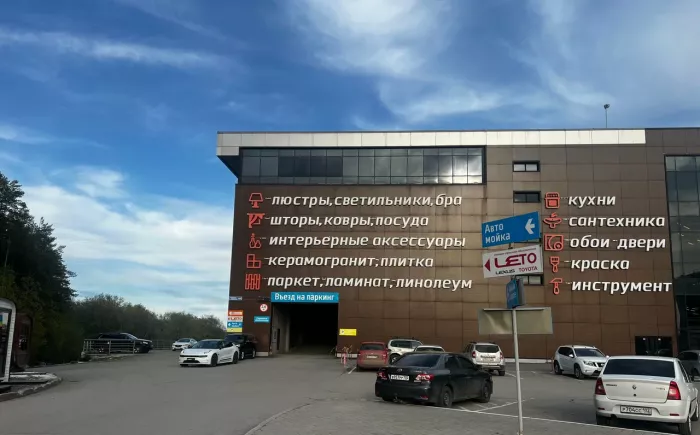 люстры,светильники,бра
шторы,ковры,посуда
интерьерные аксессуары
керамогранит,плитка
паркет,ламинат,линолеум
кухни
сантехника
обои-двери
краска
инструмент
Авто
мойка
LETO
LEXUS TOYOTA
Въезд на паркинг